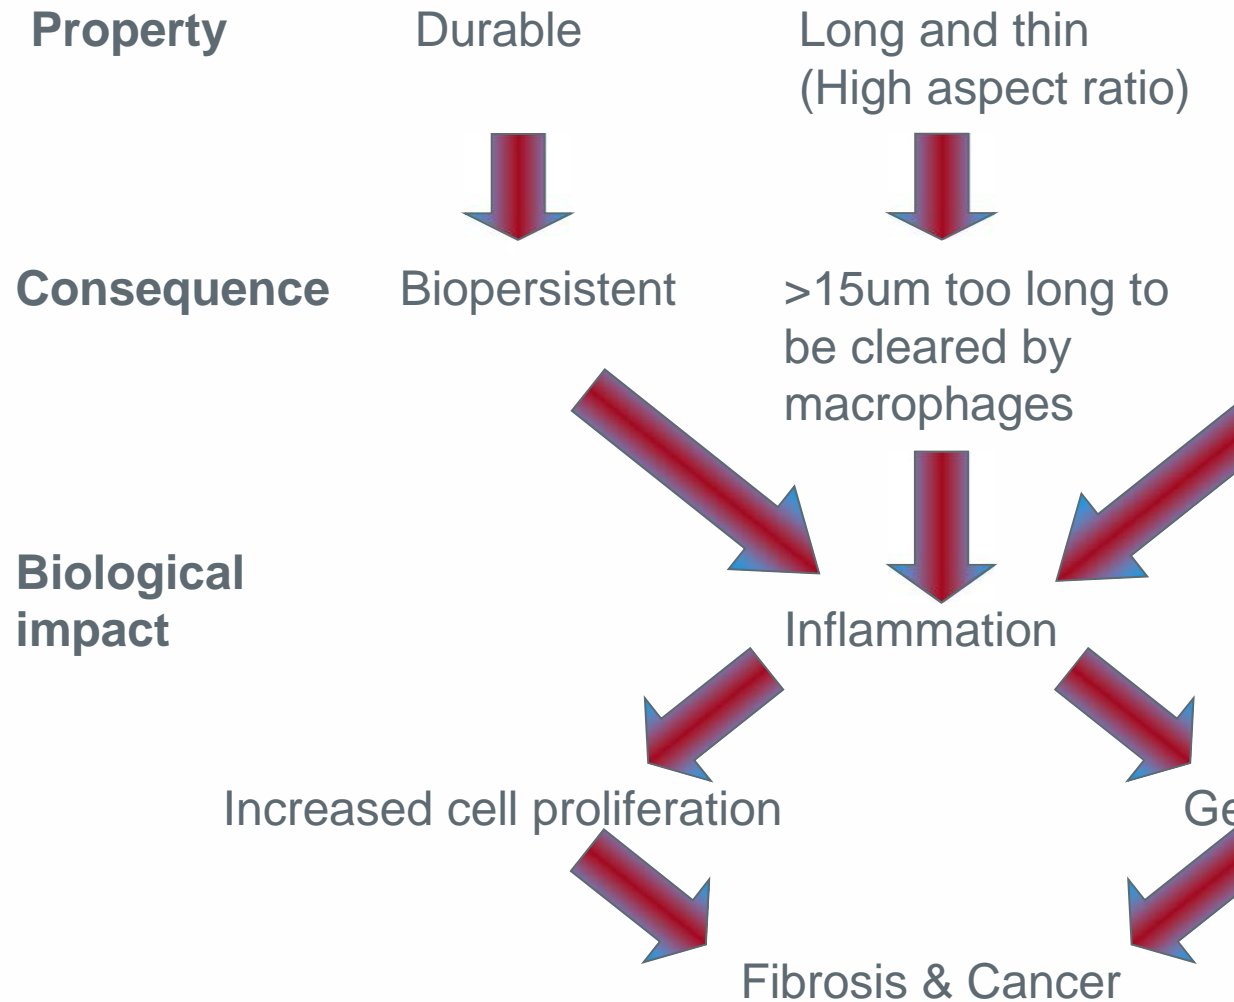 Property
Durable
Long and thin
(High aspect ratio)
Consequence
Biopersistent
>15um too long to
be cleared by
macrophages
Biological
impact
Inflammation
Increased cell proliferation
Ge
Fibrosis & Cancer